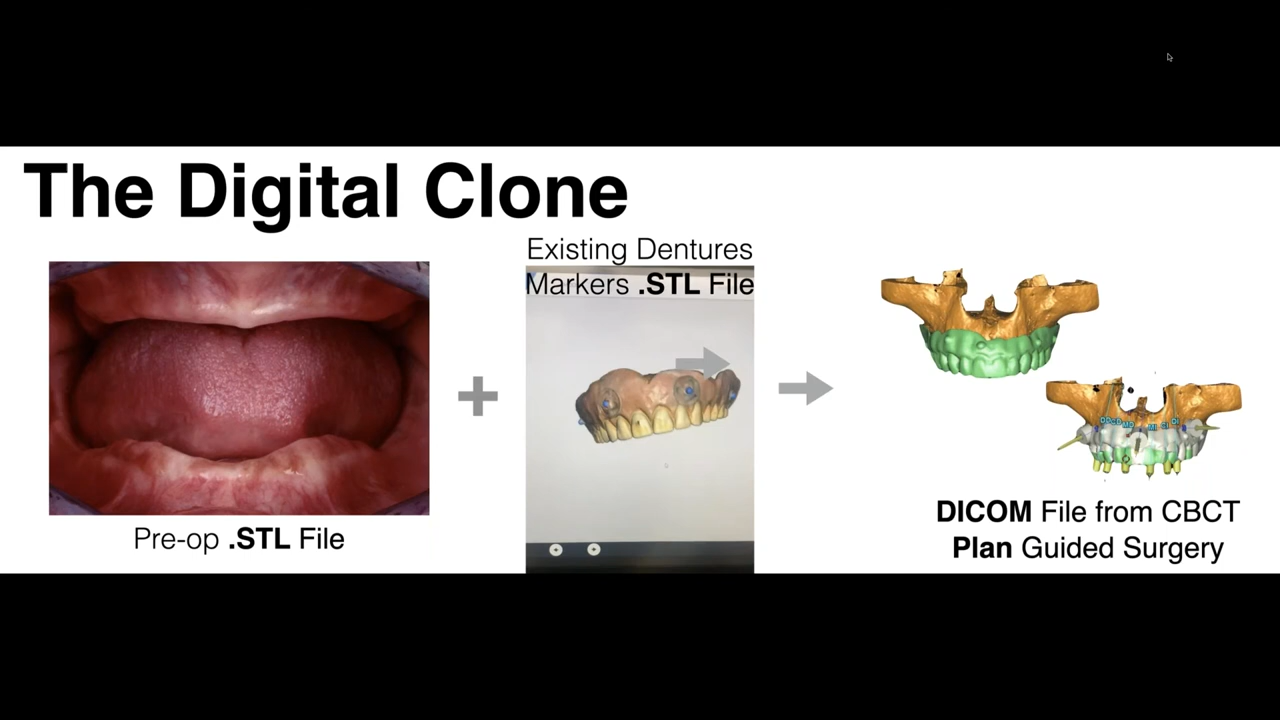 The Digital Clone
Existing Dentures
Markers .STL File
Pre-op .STL File
DICOM File from CBCT
Plan Guided Surgery